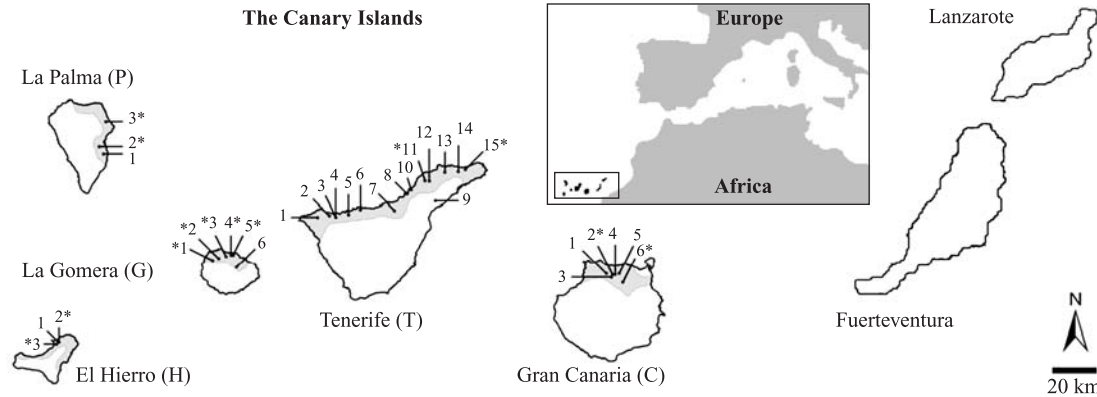 The Canary Islands
Europe
Africa
Lanzarote
La Palma (P)
3*
2*
1
La Gomera (G)
*1
*2
*3
4*
5*
6
El Hierro (H)
1
2*
*3
Tenerife (T)
1
2
3
4
5
6
7
8
9
10
*11
12
13
14
15*
Gran Canaria (C)
1
2*
3
4
5
6*
Fuerteventura
N
20 km